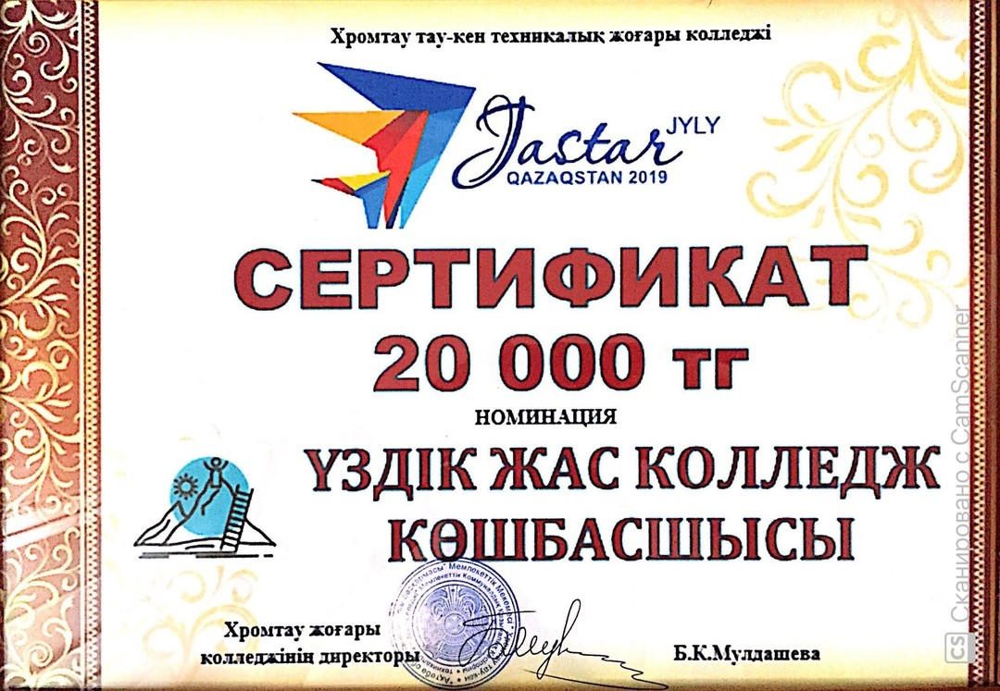 Хромтау тау-кен техникалық жоғары колледжі
Jastar JYLY
QAZAQSTAN 2019
СЕРТИФИКАТ
20 000 тг
НОМИНАЦИЯ
ҮЗДІК ЖАС КОЛЛЕДЖ
КӨШБАСШЫСЫ
Хромтау жоғары
колледжінің директоры
Б.К.Мулдашева
CS Сканировано с CamScanner